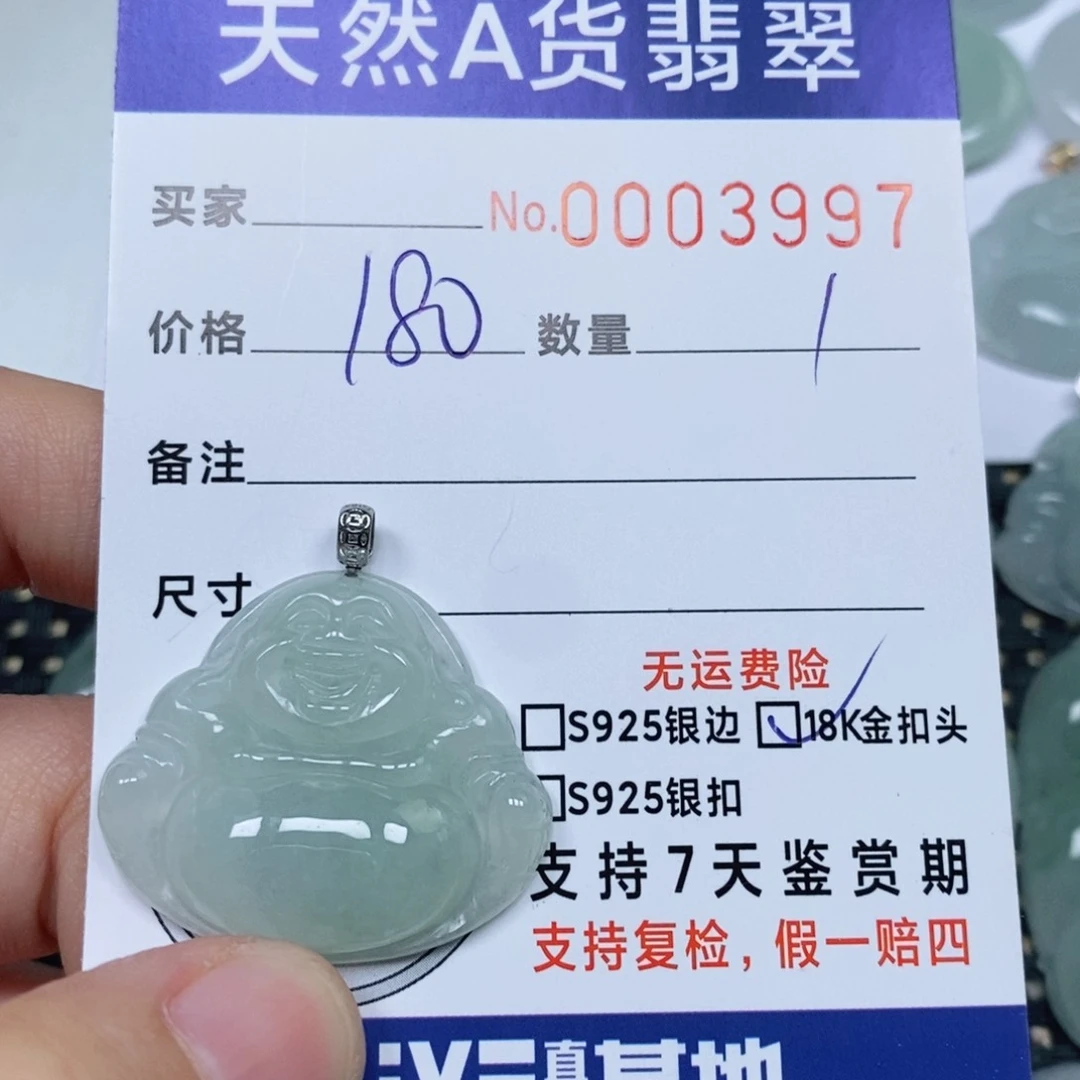 天然A货翡翠
买家 No.0003997
价格 180 数量 1
备注
尺寸
无运费险
S925银边 18K金扣头
S925银扣
支持7天鉴赏期
支持复检，假一赔四
基地